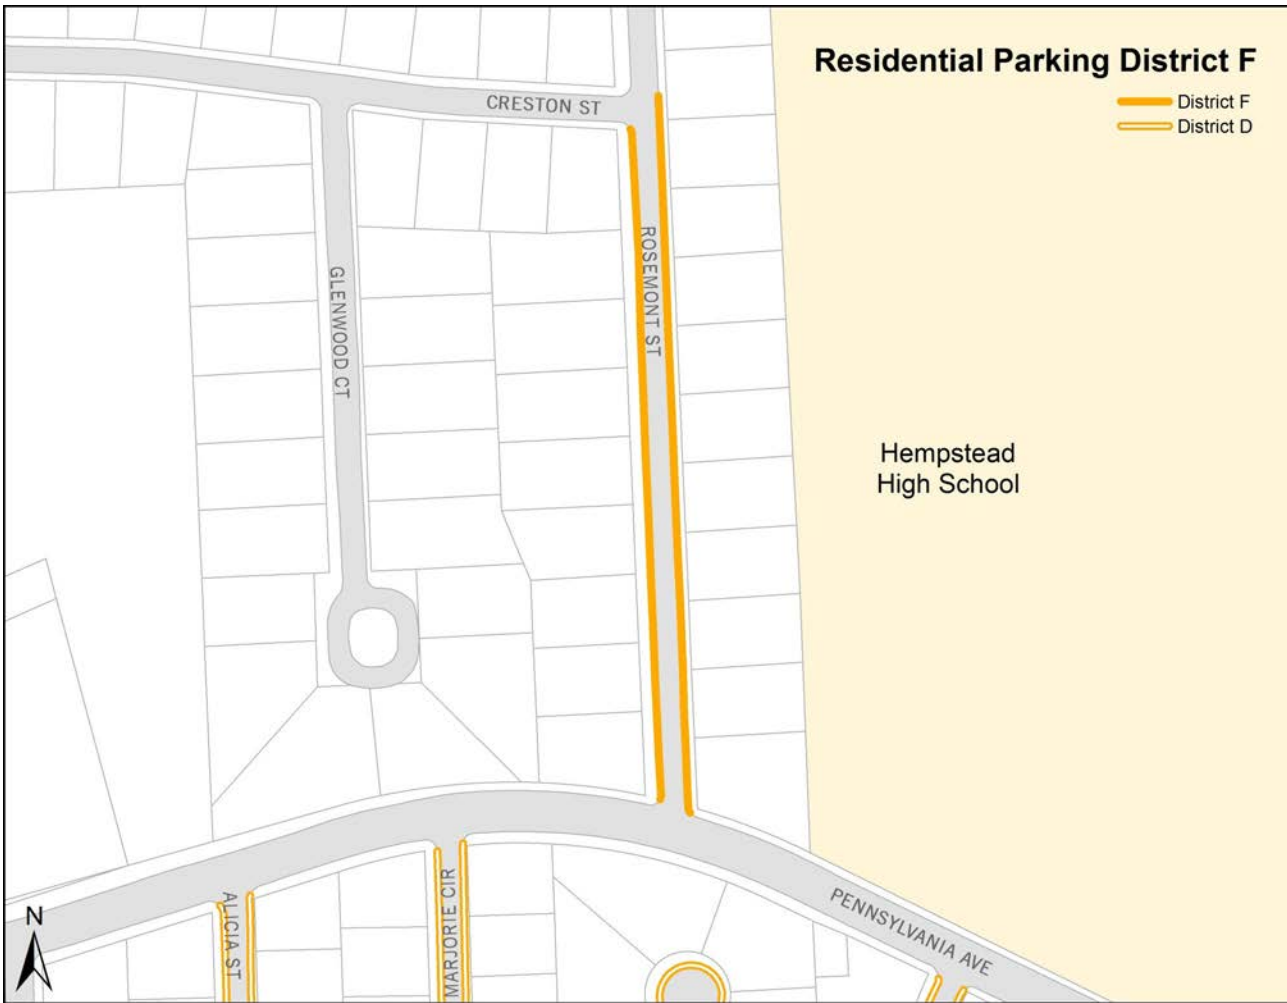 Residential Parking District F
District F
District D
CRESTON ST
ROSEMONT ST
GLENWOOD CT
Hempstead
High School
ALICIA ST
MARJORIE CIR
PENNSYLVANIA AVE
N